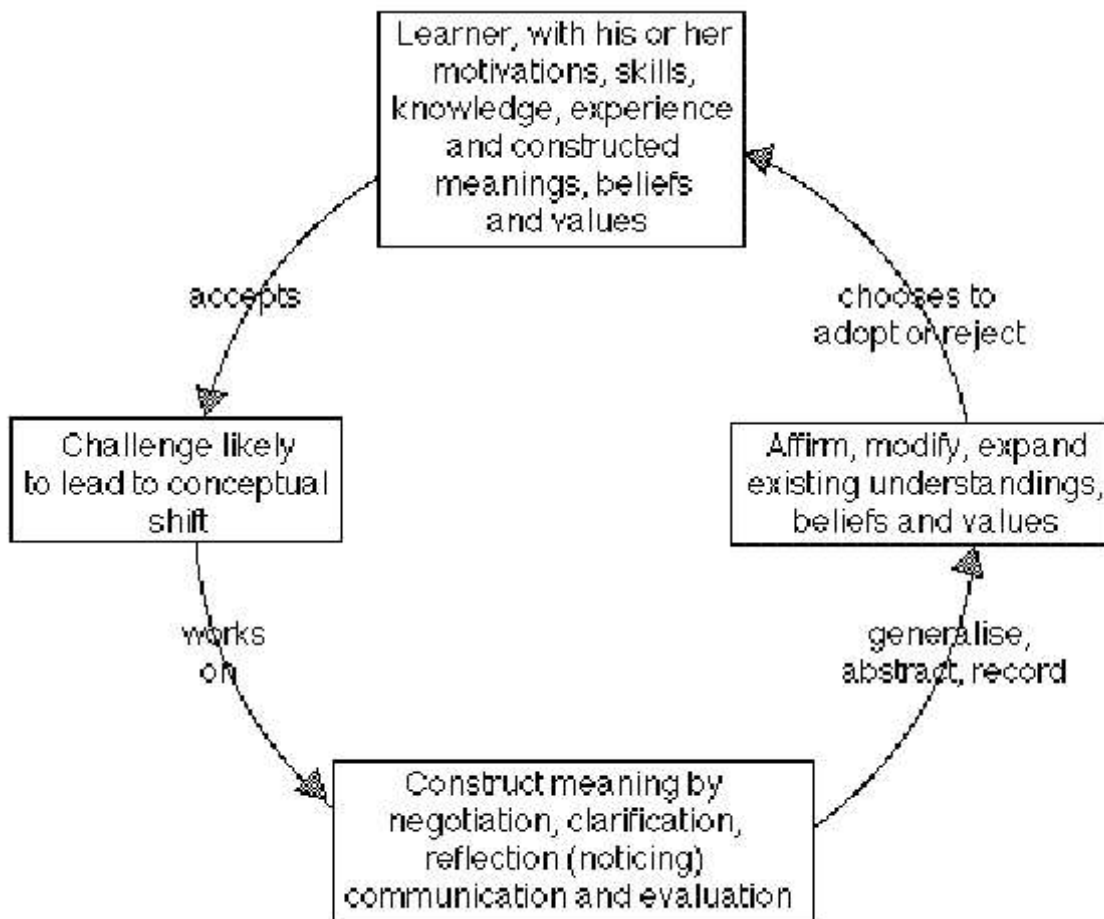 Learner, with his or her
motivations, skills,
knowledge, experience
and constructed
meanings, beliefs
and values
accepts
chooses to
adopt or reject
Challenge likely
to lead to conceptual
shift
Affirm, modify, expand
existing understandings,
beliefs and values
works
on
generalise,
abstract, record
Construct meaning by
negotiation, clarification,
reflection (noticing)
communication and evaluation